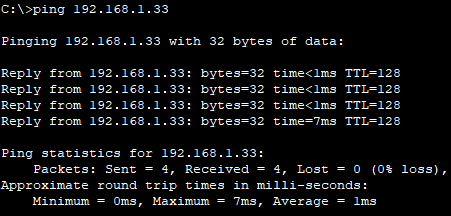 C:\>ping 192.168.1.33
Pinging 192.168.1.33 with 32 bytes of data:
Reply from 192.168.1.33: bytes=32 time<1ms TTL=128
Reply from 192.168.1.33: bytes=32 time<1ms TTL=128
Reply from 192.168.1.33: bytes=32 time<1ms TTL=128
Reply from 192.168.1.33: bytes=32 time=7ms TTL=128
Ping statistics for 192.168.1.33:
    Packets: Sent = 4, Received = 4, Lost = 0 (0% loss),
Approximate round trip times in milli-seconds:
    Minimum = 0ms, Maximum = 7ms, Average = 1ms